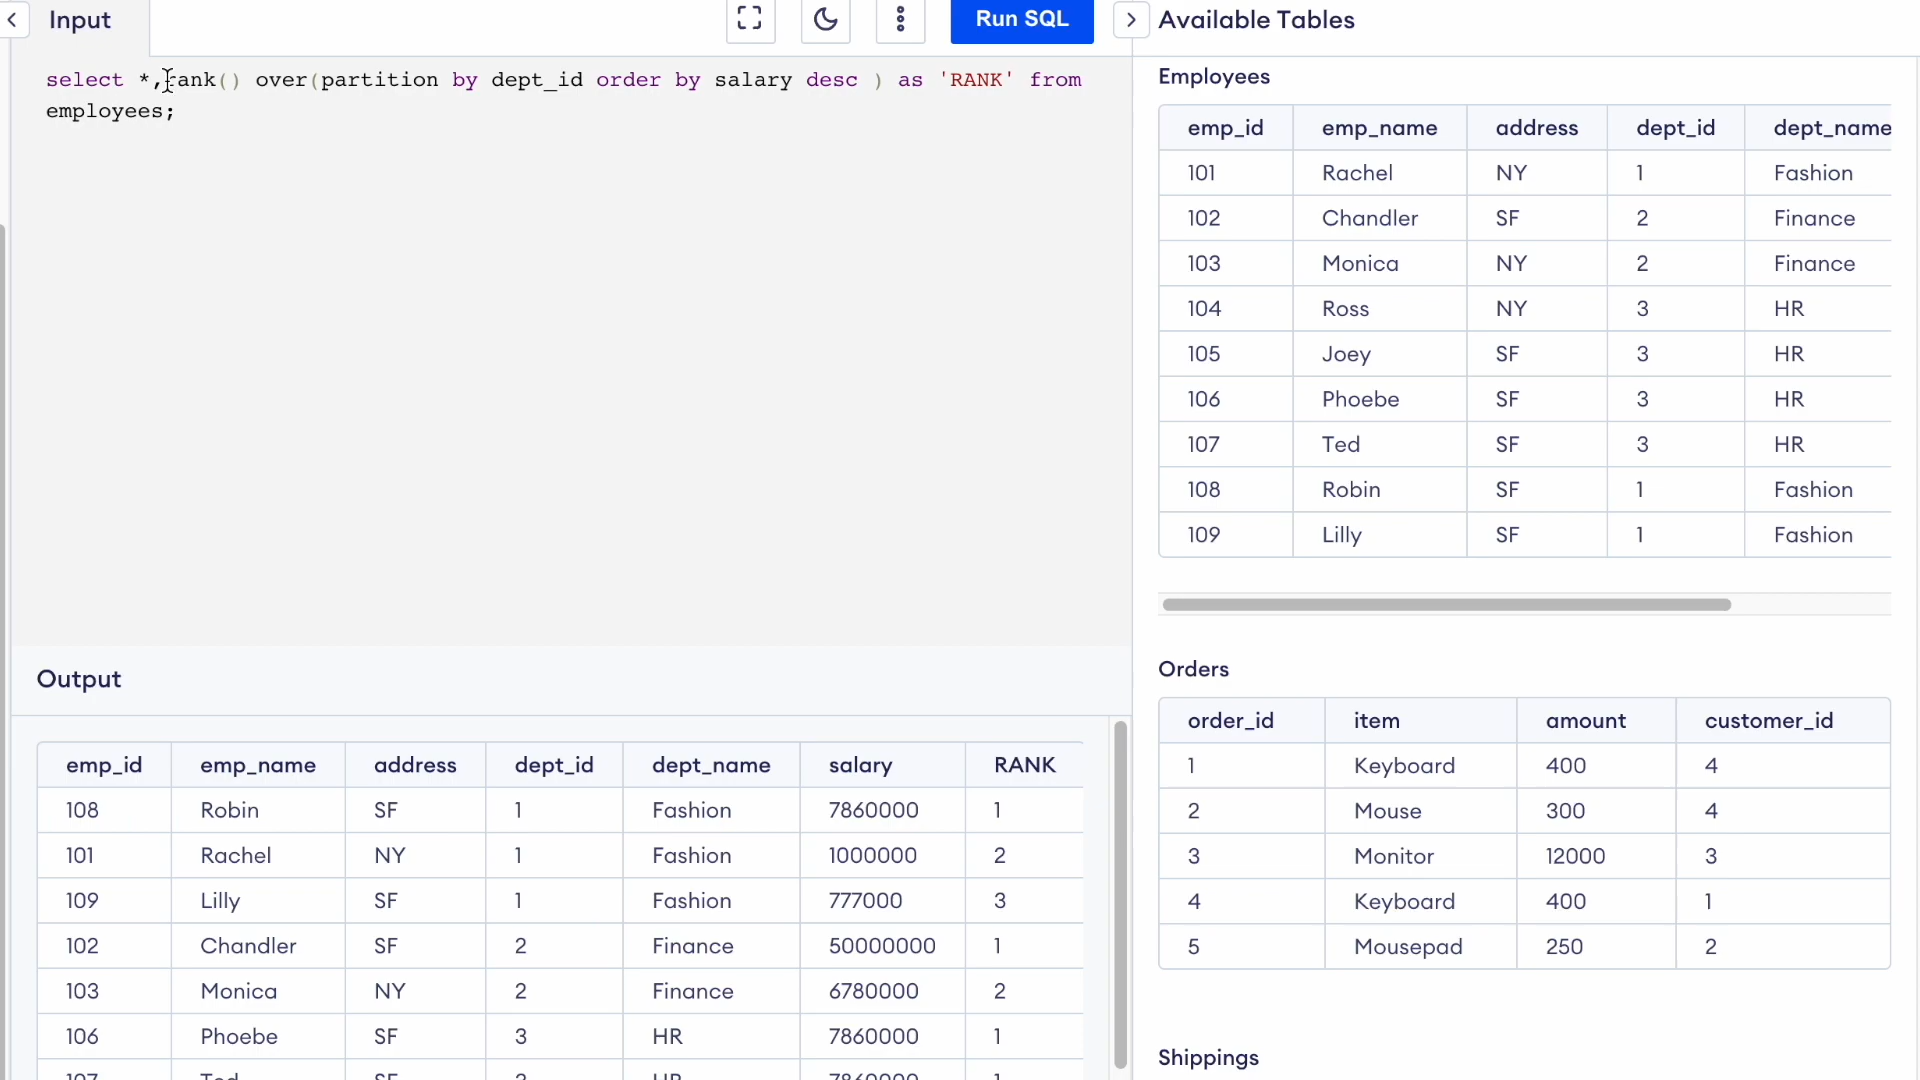 Input
Run SQL
select *,rank() over(partition by dept_id order by salary desc ) as 'RANK' from
employees;
Output
emp_id emp_name address dept_id dept_name salary RANK
108 Robin SF 1 Fashion 7860000 1
101 Rachel NY 1 Fashion 1000000 2
109 Lilly SF 1 Fashion 777000 3
102 Chandler SF 2 Finance 50000000 1
103 Monica NY 2 Finance 6780000 2
106 Phoebe SF 3 HR 7860000 1
107 Ted SF 3 HR 7860000 1
Available Tables
Employees
emp_id emp_name address dept_id dept_name
101 Rachel NY 1 Fashion
102 Chandler SF 2 Finance
103 Monica NY 2 Finance
104 Ross NY 3 HR
105 Joey SF 3 HR
106 Phoebe SF 3 HR
107 Ted SF 3 HR
108 Robin SF 1 Fashion
109 Lilly SF 1 Fashion
Orders
order_id item amount customer_id
1 Keyboard 400 4
2 Mouse 300 4
3 Monitor 12000 3
4 Keyboard 400 1
5 Mousepad 250 2
Shippings